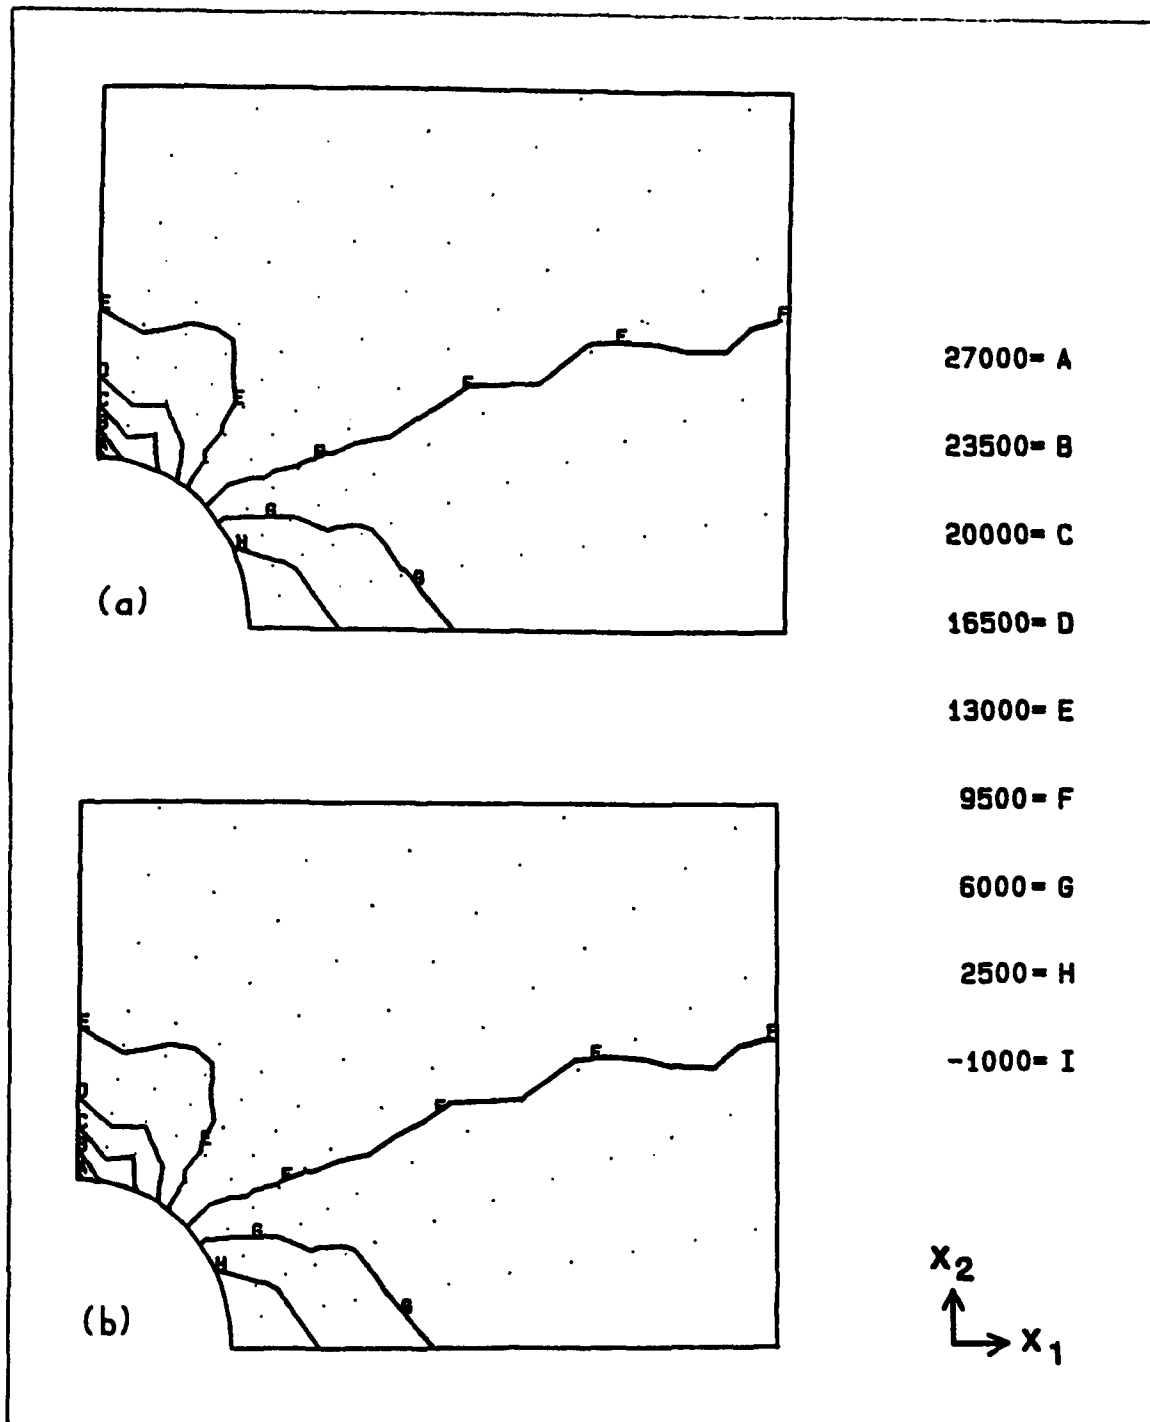 E
D
C
E
F
F
F
G
H
G
(a)
27000= A
23500= B
20000= C
16500= D
13000= E
9500= F
6000= G
2500= H
-1000= I
E
D
C
E
F
F
F
F
G
H
G
(b)
X2
X1